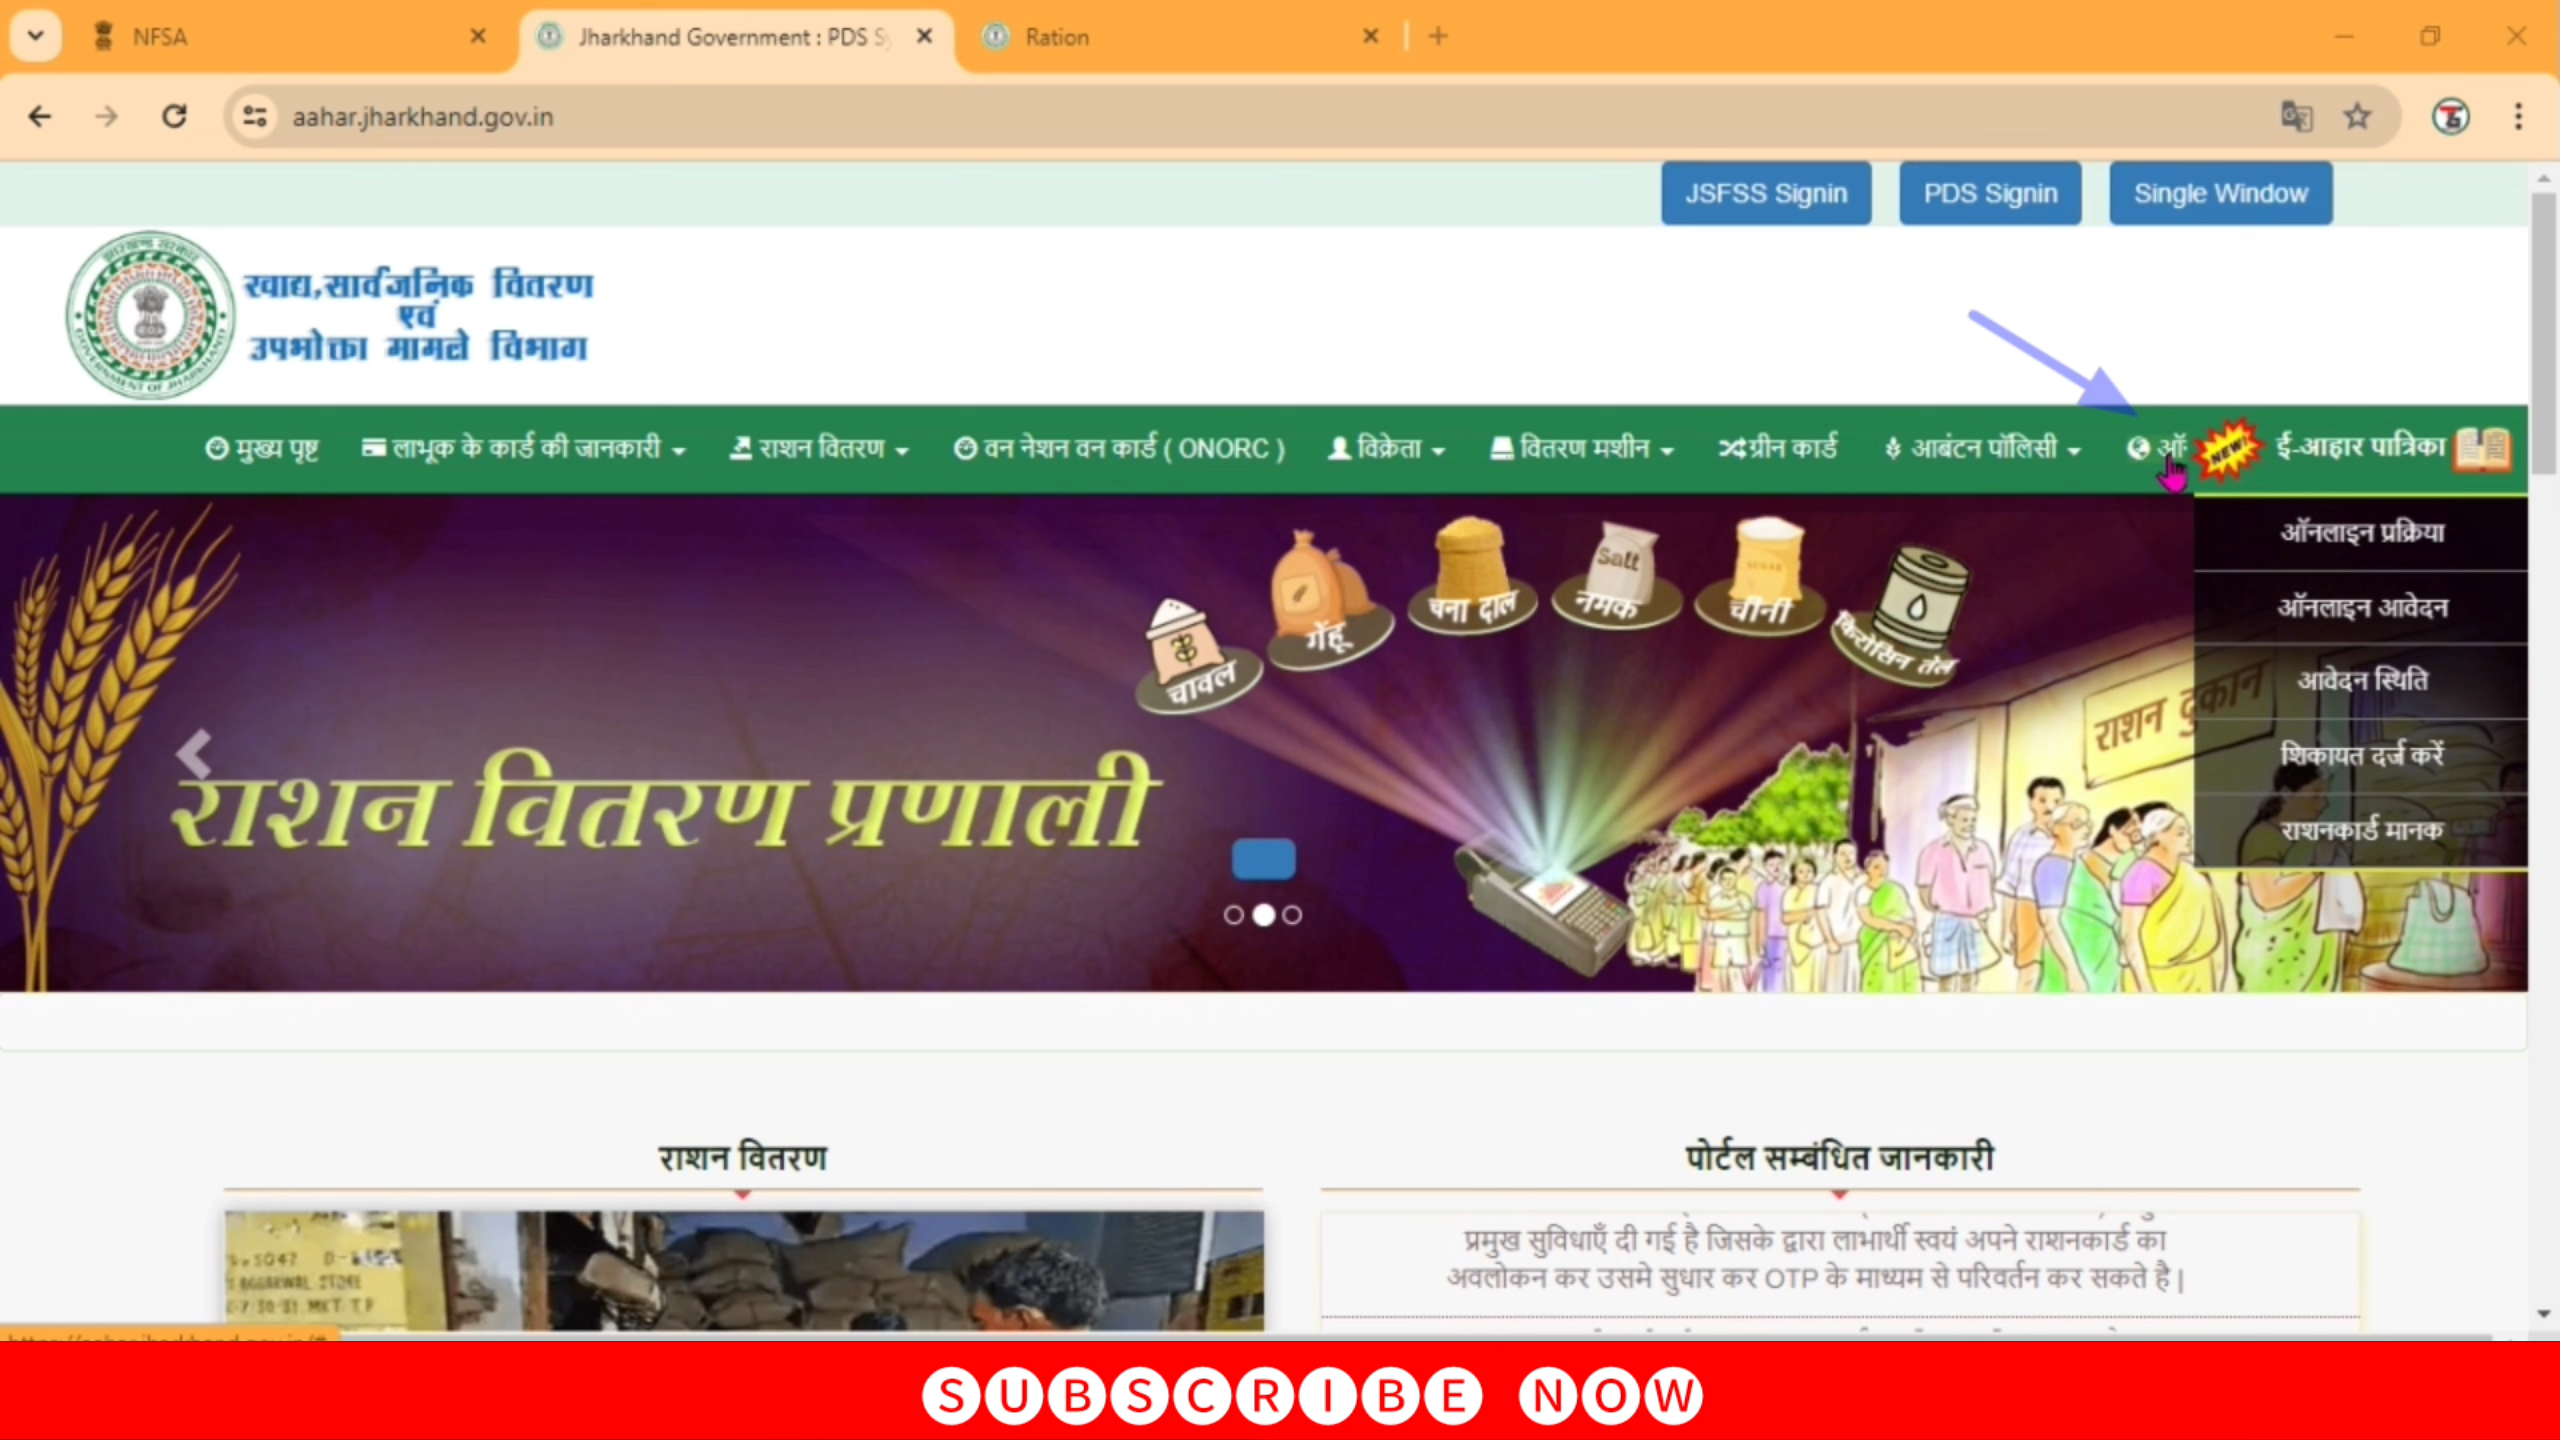 NFSA
Jharkhand Government : PDS Sy
Ration
aahar.jharkhand.gov.in
JSFSS Signin
PDS Signin
Single Window
खाद्य,सार्वजनिक वितरण
एवं
उपभोक्ता मामले विभाग
मुख्य पृष्ट
लाभूक के कार्ड की जानकारी
राशन वितरण
वन नेशन वन कार्ड ( ONORC )
विक्रेता
वितरण मशीन
ग्रीन कार्ड
आबंटन पॉलिसी
ऑ
NEW!
ई-आहार पात्रिका
ऑनलाइन प्रक्रिया
ऑनलाइन आवेदन
आवेदन स्थिति
शिकायत दर्ज करें
राशनकार्ड मानक
चावल
गेंहू
चना दाल
Salt
नमक
SUGAR
चीनी
किरोसिन तेल
राशन दुकान
राशन वितरण प्रणाली
राशन वितरण
पोर्टल सम्बंधित जानकारी
प्रमुख सुविधाएँ दी गई है जिसके द्वारा लाभार्थी स्वयं अपने राशनकार्ड का
अवलोकन कर उसमे सुधार कर OTP के माध्यम से परिवर्तन कर सकते है |
SUBSCRIBE NOW